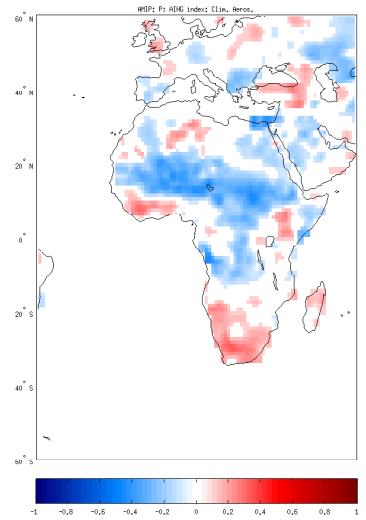 AMIP: P: AIHG index: Clim. Aeros.
60° N
40° N
20° N
0°
20° S
40° S
60° S
-1 -0.8 -0.6 -0.4 -0.2 0 0.2 0.4 0.6 0.8 1